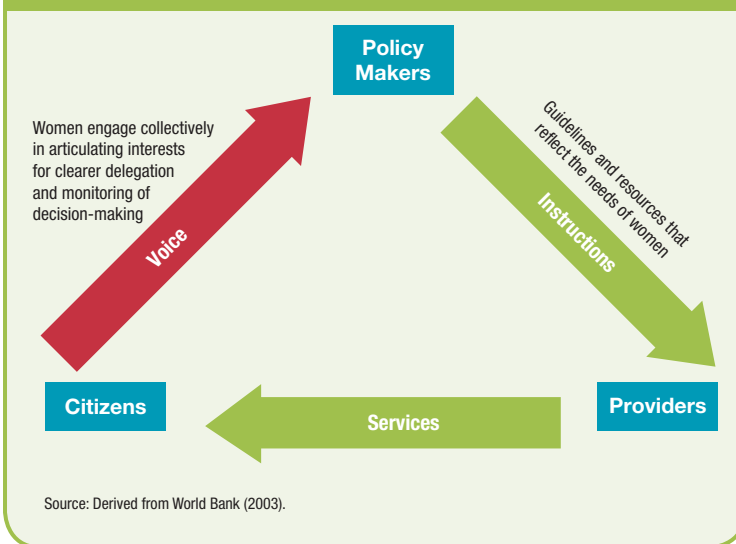 Policy
Makers
Women engage collectively
in articulating interests
for clearer delegation
and monitoring of
decision-making
Voice
Guidelines and resources that
reflect the needs of women
Instructions
Citizens
Services
Providers
Source: Derived from World Bank (2003).